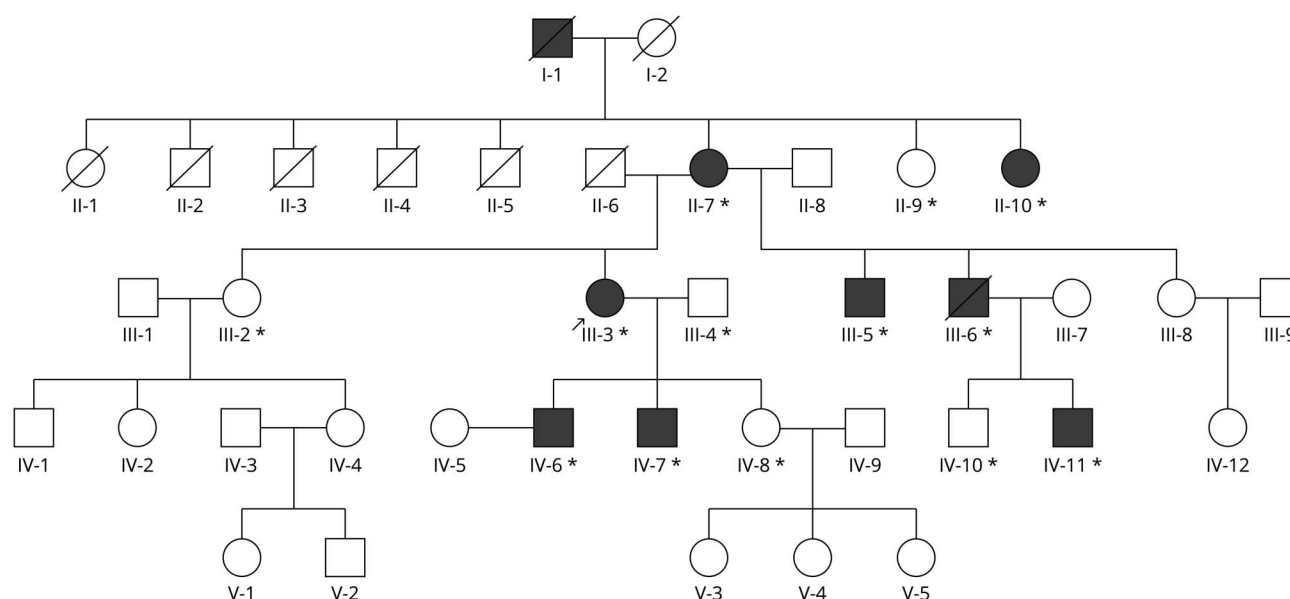 I-1 I-2
II-1 II-2 II-3 II-4 II-5 II-6 II-7 * II-8 II-9 * II-10 *
III-1 III-2 * III-3 * III-4 * III-5 * III-6 * III-7 III-8 III-9
IV-1 IV-2 IV-3 IV-4 IV-5 IV-6 * IV-7 * IV-8 * IV-9 IV-10 * IV-11 * IV-12
V-1 V-2 V-3 V-4 V-5